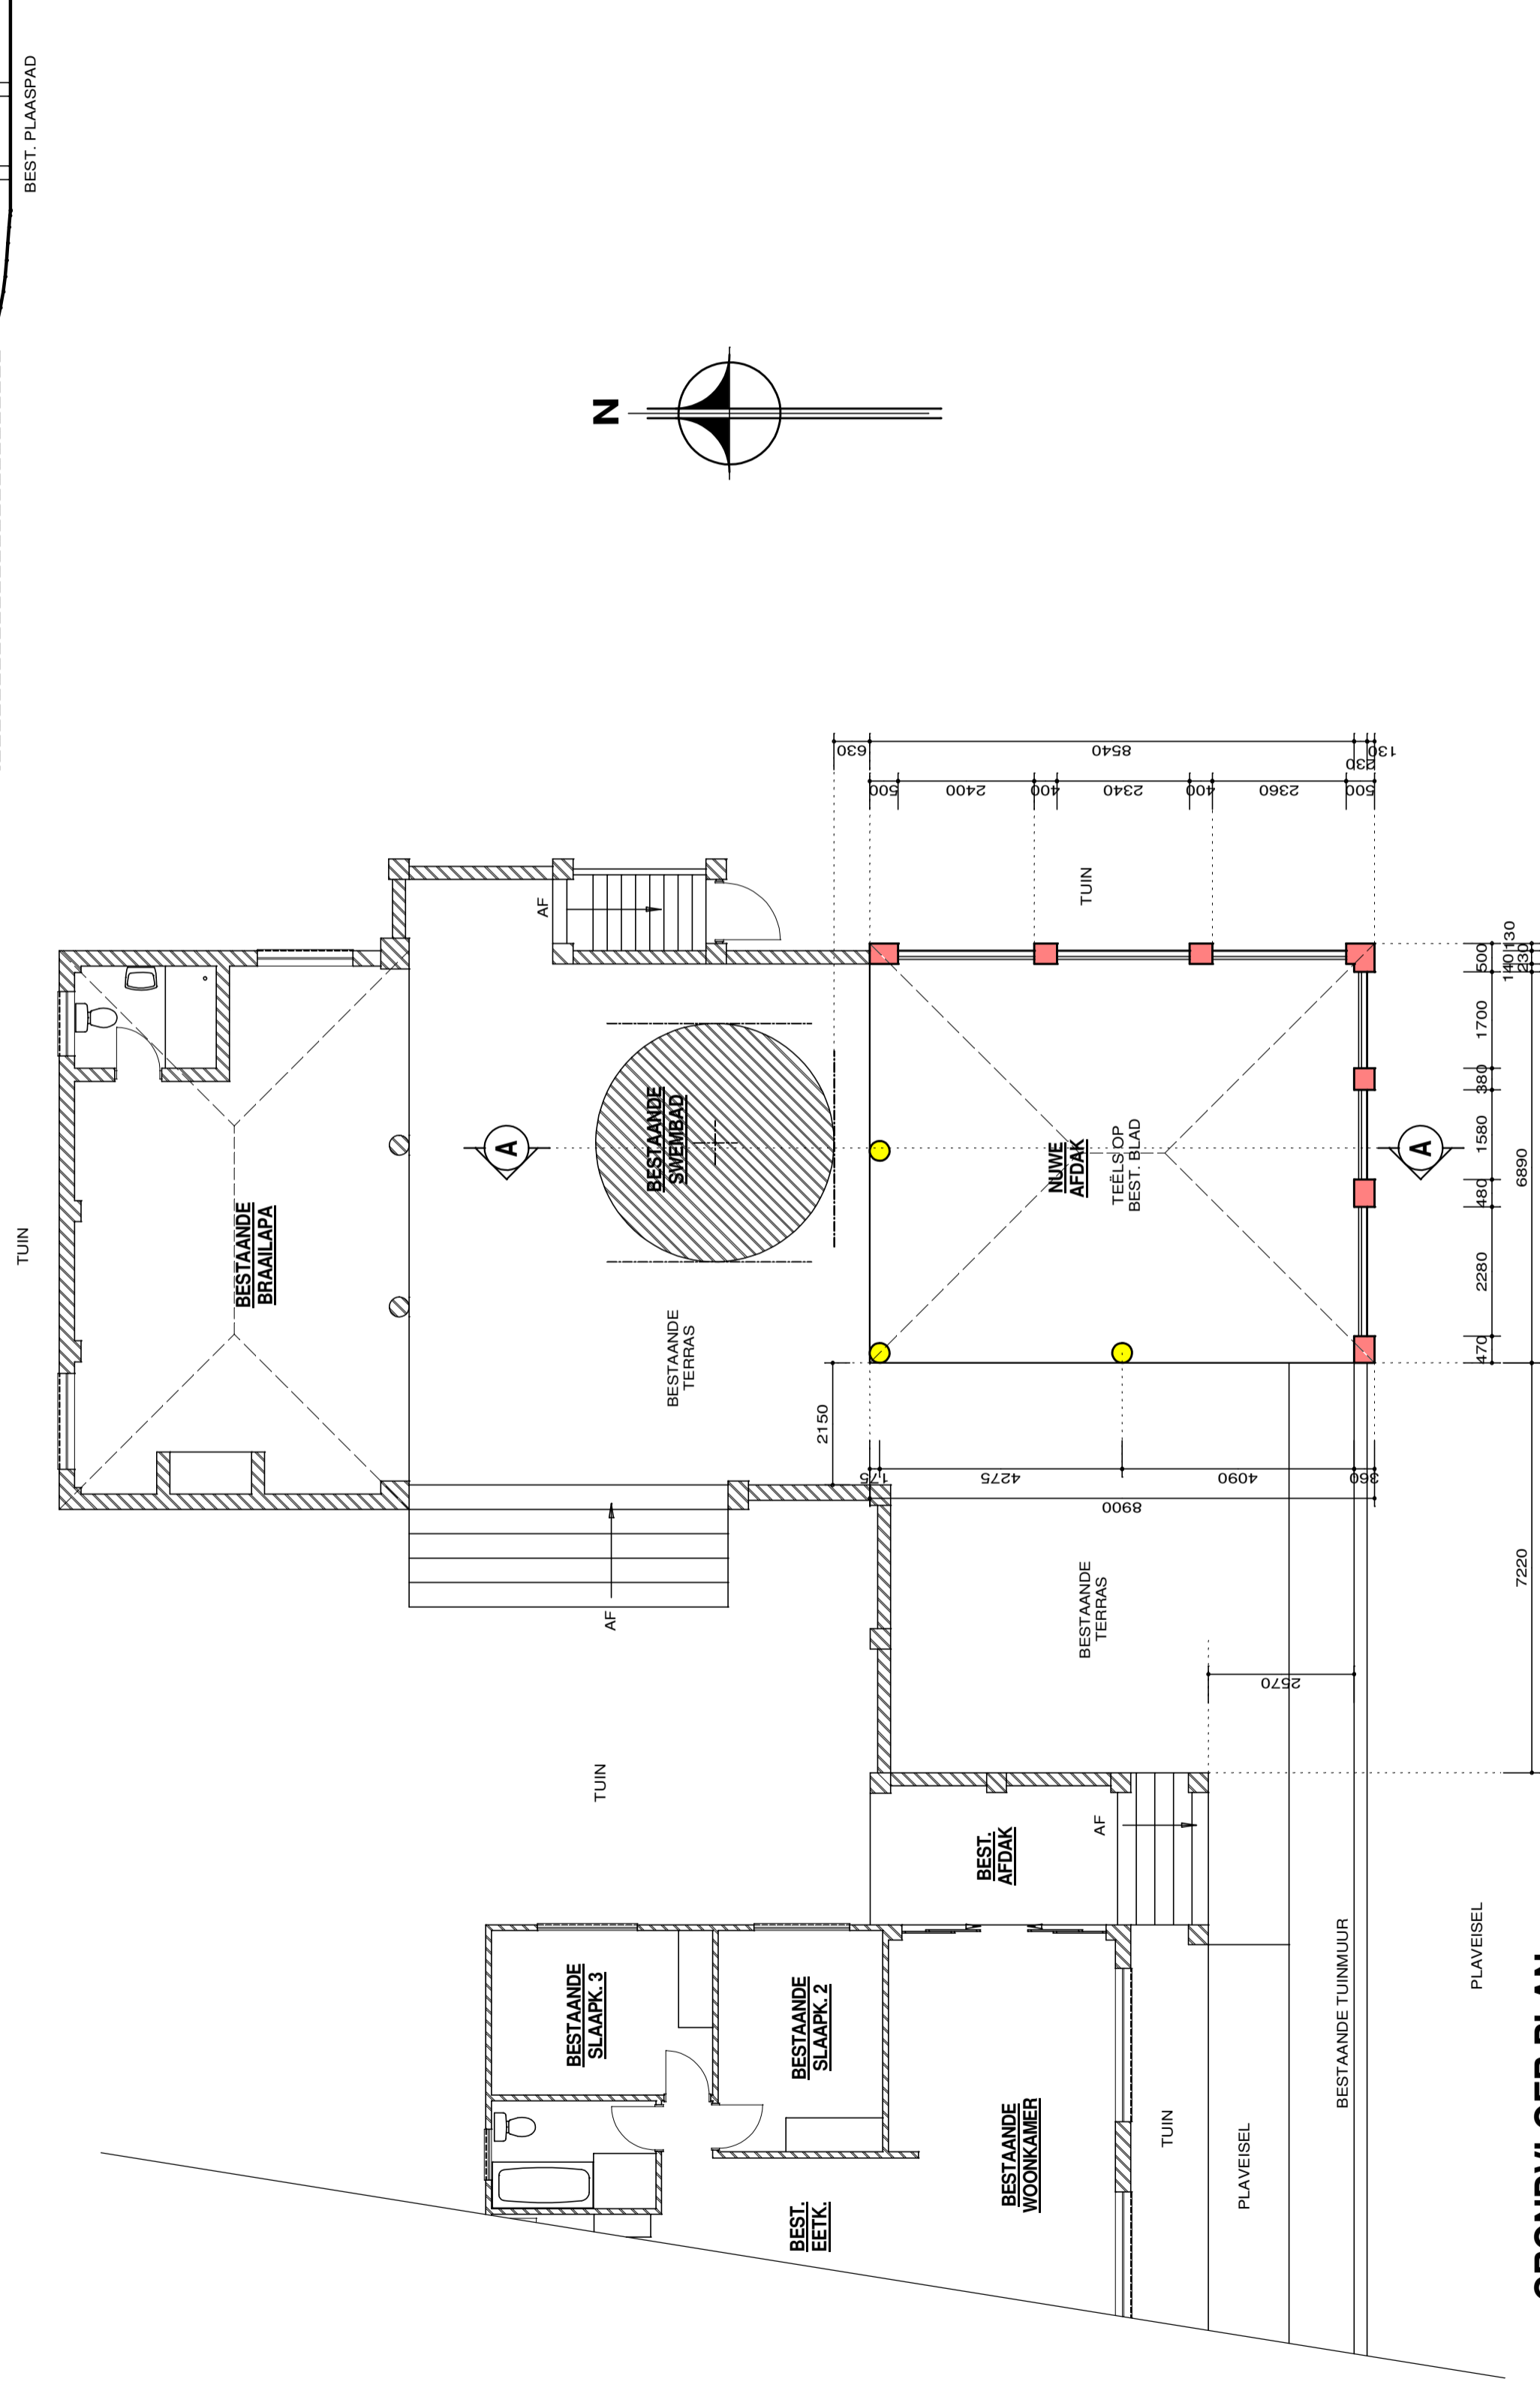 BEST. PLAASPAD
N
TUIN
BESTAANDE
BRAAILAPA
AF
A
BESTAANDE
SWEMBAD
BESTAANDE
TERRAS
AF
TUIN
630
8540
230
130
500
2400
400
2340
400
2360
500
TUIN
NUWE
AFDAK
TEËLS OP
BEST. BLAD
A
500
1700
380
1580
480
2280
470
140
130
230
6890
7220
2150
175
4275
4090
360
8900
BESTAANDE
TERRAS
2570
BEST.
AFDAK
AF
BESTAANDE
SLAAPK. 3
BESTAANDE
SLAAPK. 2
BESTAANDE
WOONKAMER
BEST.
EETK.
TUIN
PLAVEISEL
BESTAANDE TUINMUUR
PLAVEISEL
GRONDVLOER PLAN